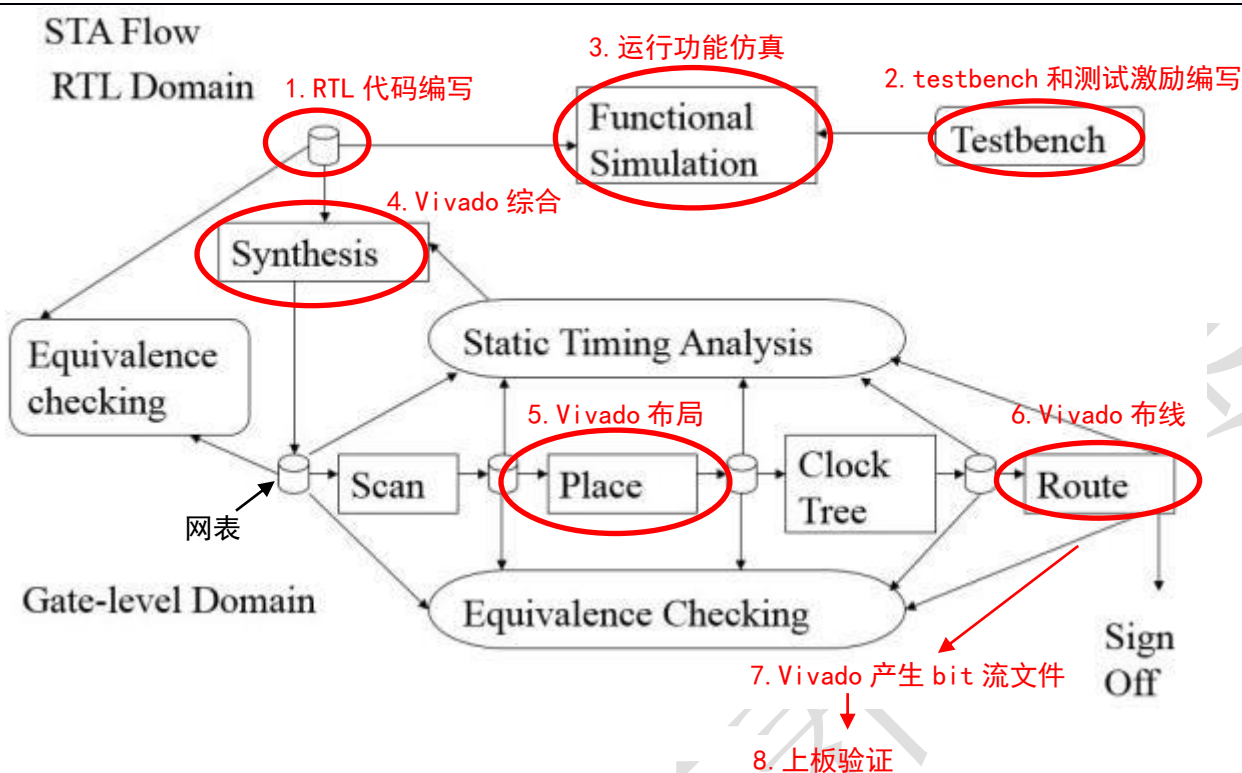 STA Flow
RTL Domain
1. RTL 代码编写
3. 运行功能仿真
2. testbench 和测试激励编写
Functional
Simulation
Testbench
4. Vivado 综合
Synthesis
Equivalence
checking
Static Timing Analysis
5. Vivado 布局
6. Vivado 布线
Scan
Place
Clock
Tree
Route
网表
Gate-level Domain
Equivalence Checking
Sign
Off
7. Vivado 产生 bit 流文件
8. 上板验证